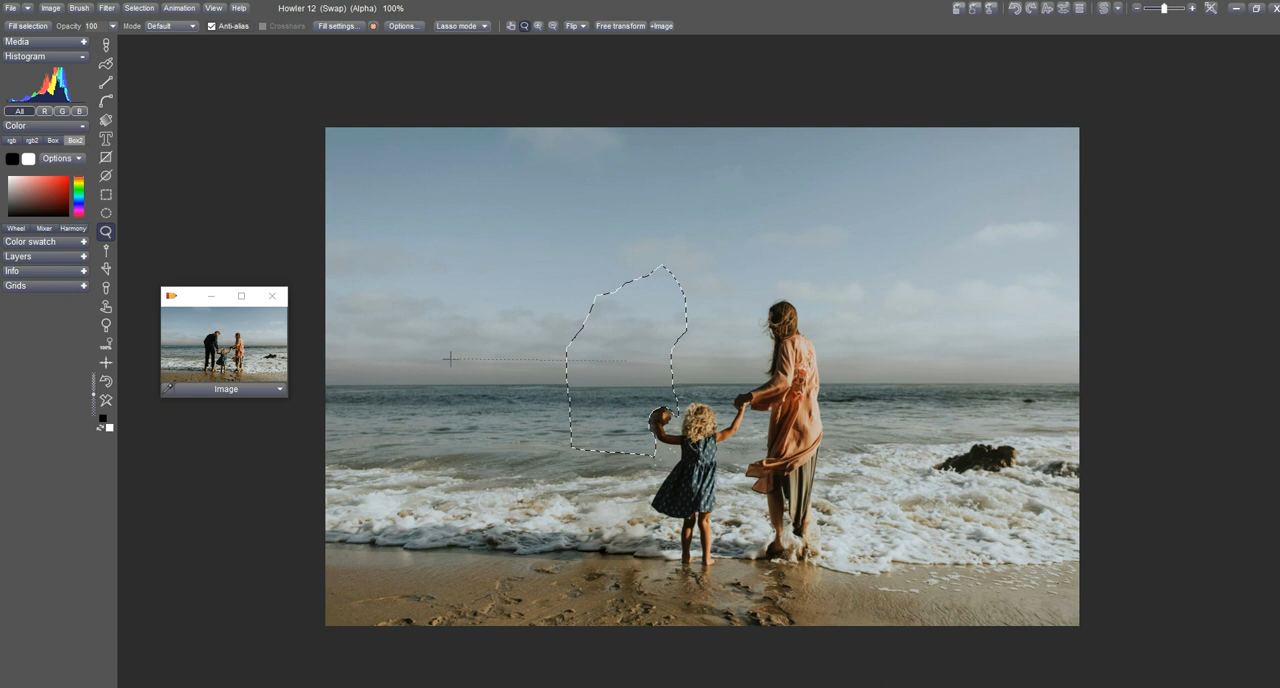 File Image Brush Filter Selection Animation View Help Howler 12 (Swap) (Alpha) 100%
Fill selection Opacity 100 Mode Default Anti-alias Crosshairs Fill settings... Options... Lasso mode Flip Free transform +Image
Media +
Histogram -
All R G B
Color -
rgb rgb2 Box Box2
Options
Wheel Mixer Harmony
Color swatch +
Layers +
Info +
Grids +
100%
Image